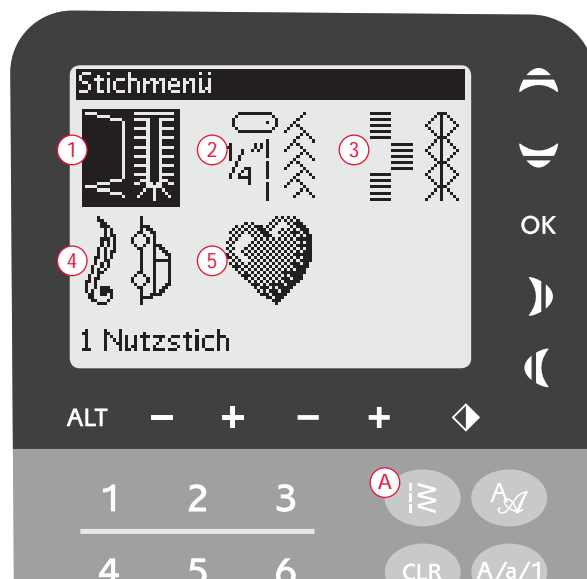 Stichmenü
1
2
1/4"
3
4
5
1 Nutzstich
OK
ALT - + - +
A
1 2 3
A
4 5 6 CLR A/a/1